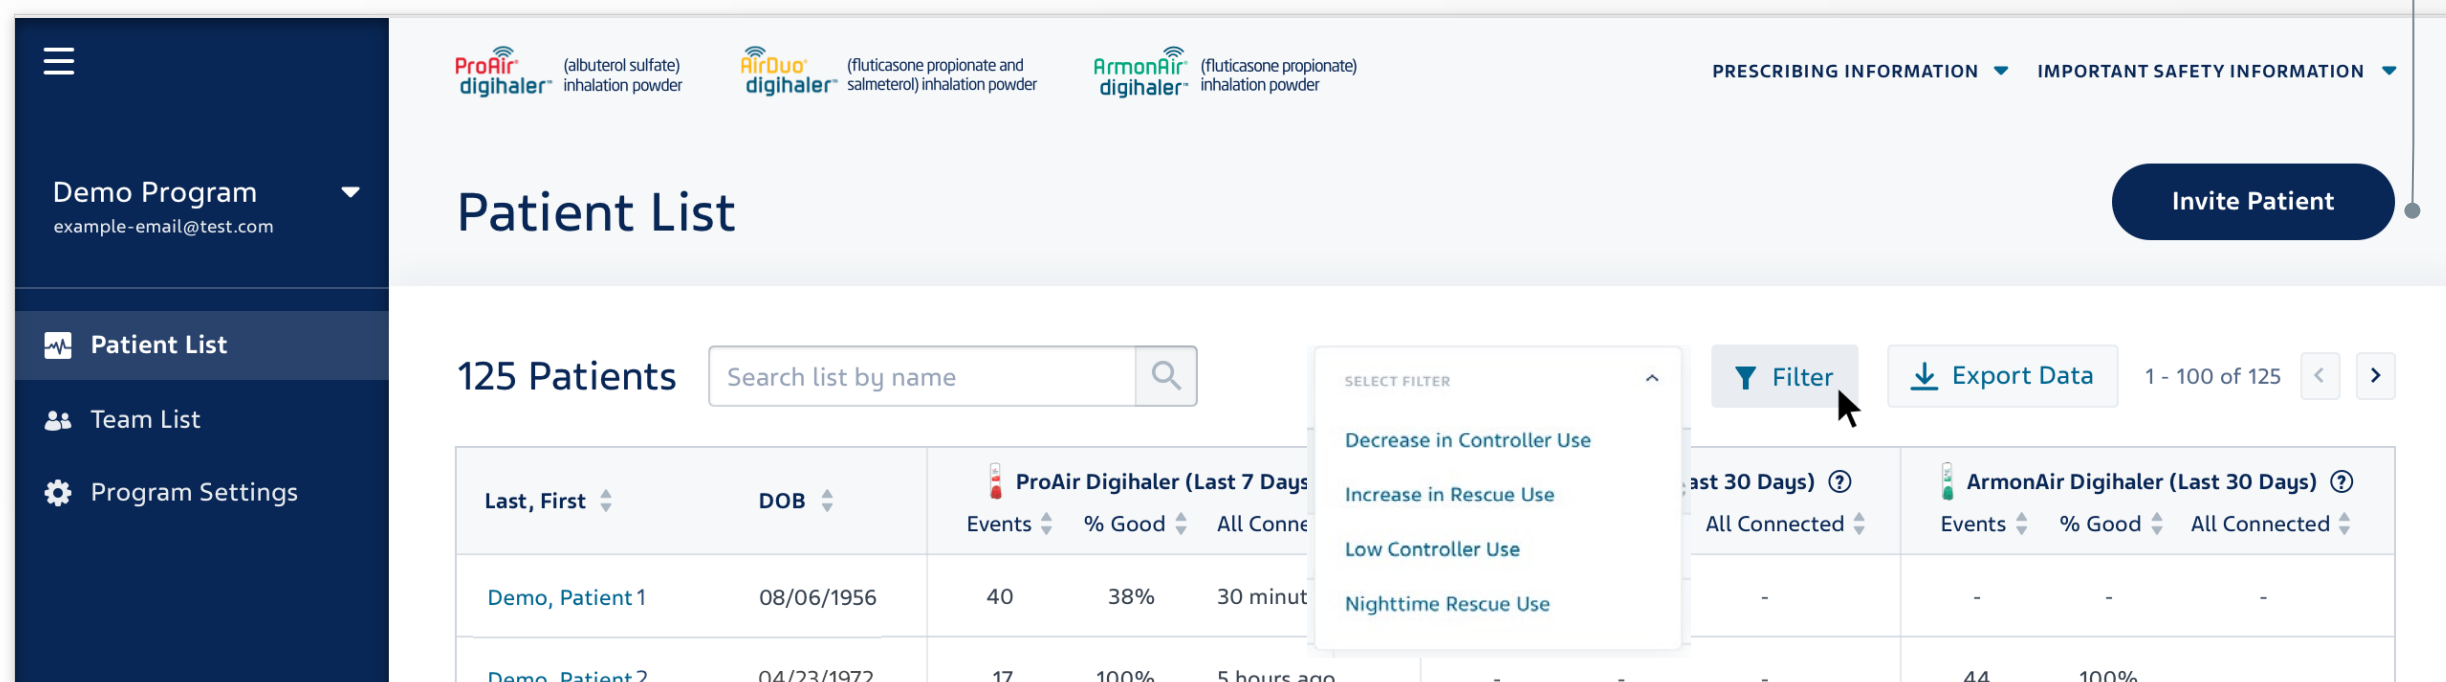 ProAir® digihaler™ (albuterol sulfate) inhalation powder
AirDuo® digihaler™ (fluticasone propionate and salmeterol) inhalation powder
ArmonAir® digihaler™ (fluticasone propionate) inhalation powder
PRESCRIBING INFORMATION
IMPORTANT SAFETY INFORMATION
Demo Program
example-email@test.com
Patient List
Invite Patient
Patient List
Team List
Program Settings
125 Patients
Search list by name
SELECT FILTER
Decrease in Controller Use
Increase in Rescue Use
Low Controller Use
Nighttime Rescue Use
Filter
Export Data
1 - 100 of 125
Last, First
DOB
ProAir Digihaler (Last 7 Days
Events % Good All Conne
ast 30 Days) ?
All Connected
ArmonAir Digihaler (Last 30 Days) ?
Events % Good All Connected
Demo, Patient 1 08/06/1956 40 38% 30 minut - - - -
Demo, Patient 2 04/23/1972 17 100% 5 hours ago - - - 44 100%